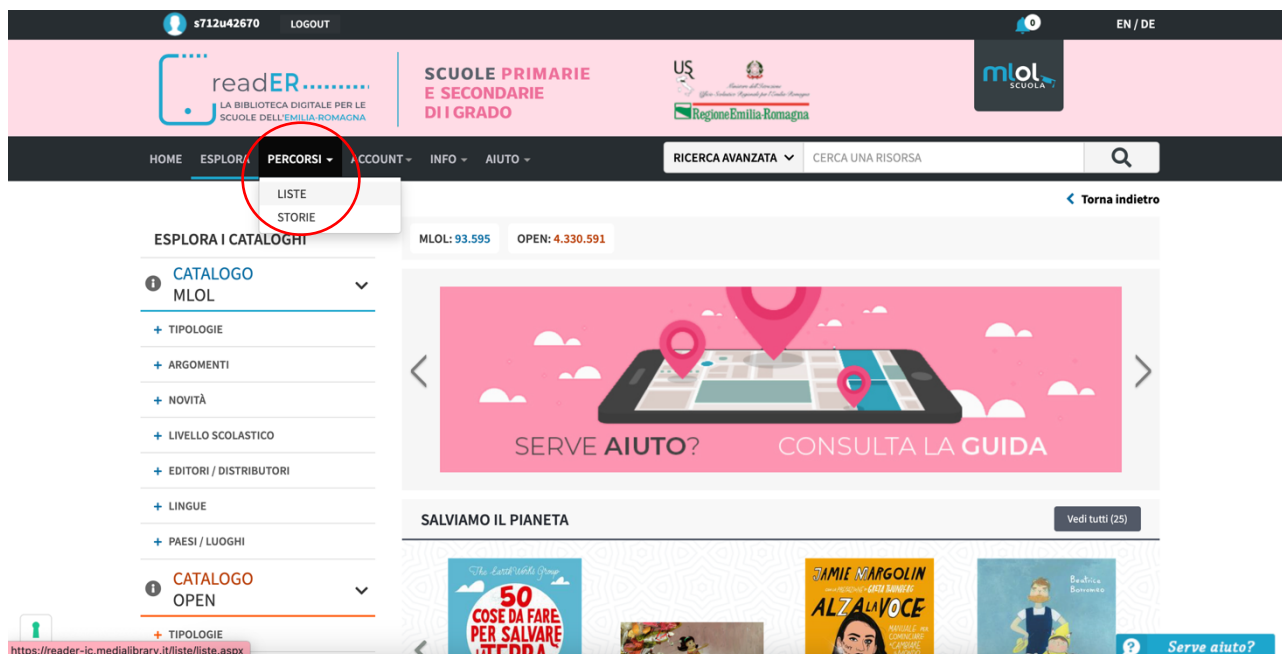 s712u42670 LOGOUT 0 EN / DE
readER
LA BIBLIOTECA DIGITALE PER LE
SCUOLE DELL'EMILIA-ROMAGNA
SCUOLE PRIMARIE
E SECONDARIE
DI I GRADO
US
RegioneEmilia-Romagna
mlol
SCUOLA
HOME ESPLORA PERCORSI ACCOUNT INFO AIUTO RICERCA AVANZATA CERCA UNA RISORSA
LISTE
STORIE
Torna indietro
ESPLORA I CATALOGHI
MLOL: 93.595 OPEN: 4.330.591
CATALOGO
MLOL
+ TIPOLOGIE
+ ARGOMENTI
+ NOVITÀ
+ LIVELLO SCOLASTICO
+ EDITORI / DISTRIBUTORI
+ LINGUE
+ PAESI / LUOGHI
CATALOGO
OPEN
+ TIPOLOGIE
SERVE AIUTO? CONSULTA LA GUIDA
SALVIAMO IL PIANETA Vedi tutti (25)
The Earth Works Group
50
COSE DA FARE
PER SALVARE
JAMIE MARGOLIN
ALZA LA VOCE
MANUALE PER
COMINCIARE
Beatrice
https://reader-ic.medialibrary.it/liste/liste.aspx
? Serve aiuto?